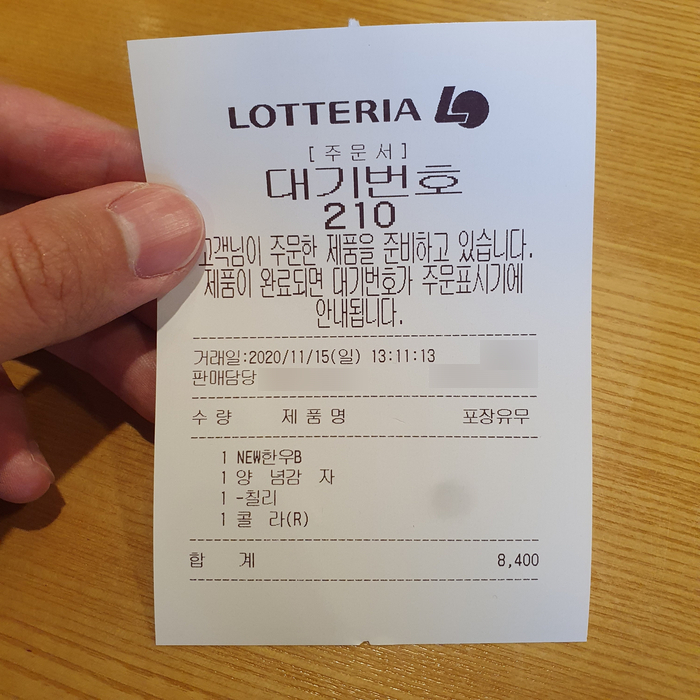 LOTTERIA
[주문서]
대기번호
210
고객님이 주문한 제품을 준비하고 있습니다.
제품이 완료되면 대기번호가 주문표시기에
안내됩니다.
거래일:2020/11/15(일) 13:11:13
판매담당
수 량 제 품 명 포장유무
1 NEW한우B
1 양 념감 자
1 -칠리
1 콜 라(R)
합 계 8,400